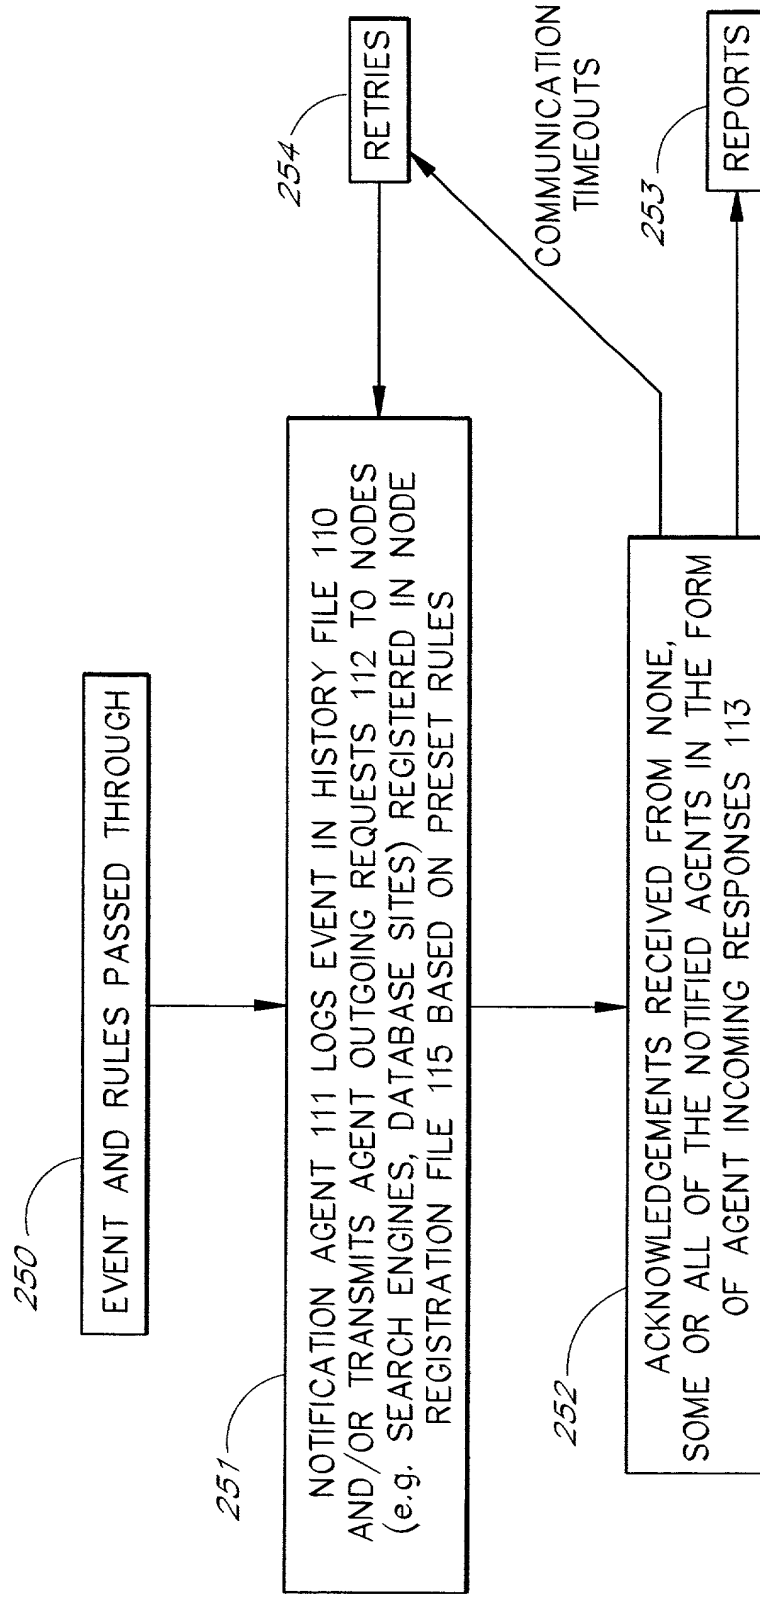 250
EVENT AND RULES PASSED THROUGH
251
NOTIFICATION AGENT 111 LOGS EVENT IN HISTORY FILE 110
AND/OR TRANSMITS AGENT OUTGOING REQUESTS 112 TO NODES
(e.g. SEARCH ENGINES, DATABASE SITES) REGISTERED IN NODE
REGISTRATION FILE 115 BASED ON PRESET RULES
254
RETRIES
COMMUNICATION
TIMEOUTS
252
ACKNOWLEDGEMENTS RECEIVED FROM NONE,
SOME OR ALL OF THE NOTIFIED AGENTS IN THE FORM
OF AGENT INCOMING RESPONSES 113
253
REPORTS